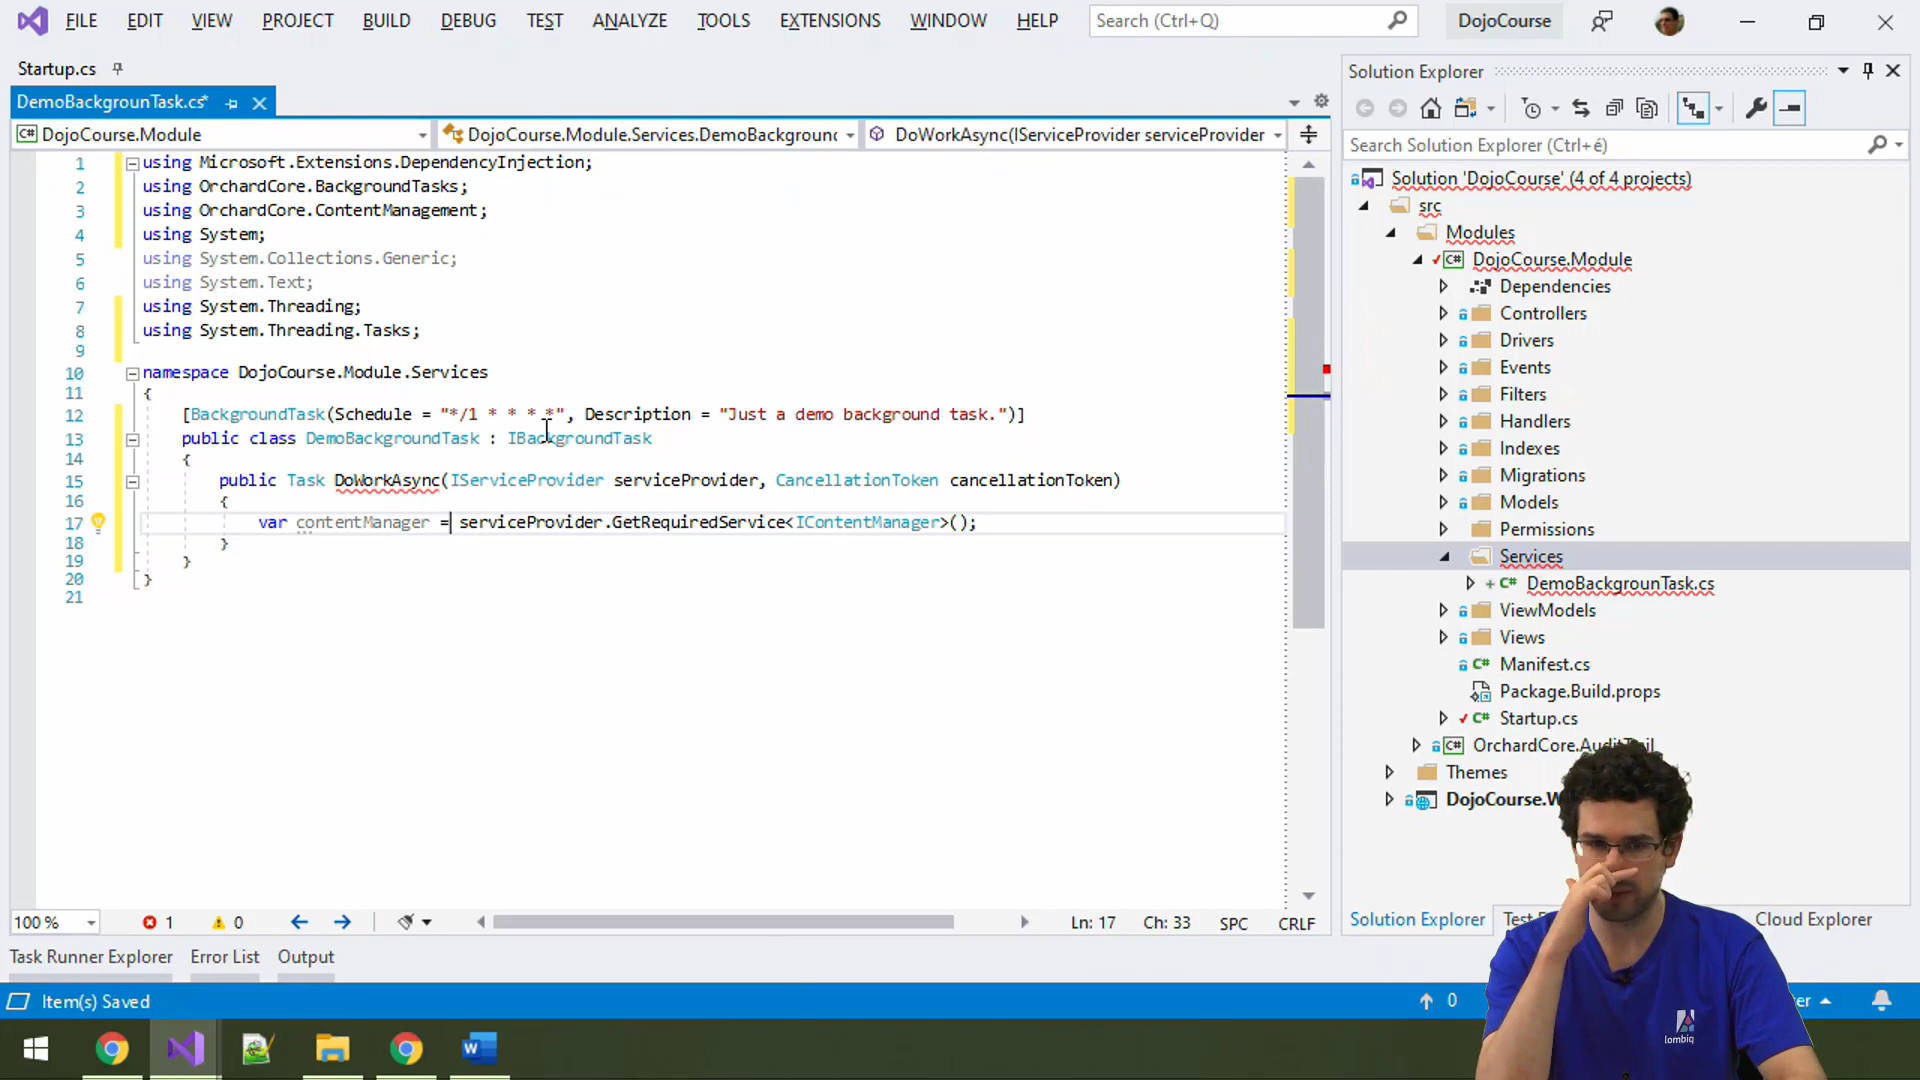 FILE EDIT VIEW PROJECT BUILD DEBUG TEST ANALYZE TOOLS EXTENSIONS WINDOW HELP Search (Ctrl+Q) DojoCourse
Startup.cs
DemoBackgrounTask.cs*
DojoCourse.Module DojoCourse.Module.Services.DemoBackground DoWorkAsync(IServiceProvider serviceProvider
1 using Microsoft.Extensions.DependencyInjection;
2 using OrchardCore.BackgroundTasks;
3 using OrchardCore.ContentManagement;
4 using System;
5 using System.Collections.Generic;
6 using System.Text;
7 using System.Threading;
8 using System.Threading.Tasks;
9
10 namespace DojoCourse.Module.Services
11 {
12 [BackgroundTask(Schedule = "*/1 * * * *", Description = "Just a demo background task.")]
13 public class DemoBackgroundTask : IBackgroundTask
14 {
15 public Task DoWorkAsync(IServiceProvider serviceProvider, CancellationToken cancellationToken)
16 {
17 var contentManager = serviceProvider.GetRequiredService<IContentManager>();
18 }
19 }
20 }
21
100 % 1 0 Ln: 17 Ch: 33 SPC CRLF
Task Runner Explorer Error List Output
Item(s) Saved
0
Solution Explorer
Search Solution Explorer (Ctrl+é)
Solution 'DojoCourse' (4 of 4 projects)
src
Modules
DojoCourse.Module
Dependencies
Controllers
Drivers
Events
Filters
Handlers
Indexes
Migrations
Models
Permissions
Services
DemoBackgrounTask.cs
ViewModels
Views
Manifest.cs
Package.Build.props
Startup.cs
OrchardCore.AuditTrail
Themes
DojoCourse.W
Solution Explorer Cloud Explorer
lombiq